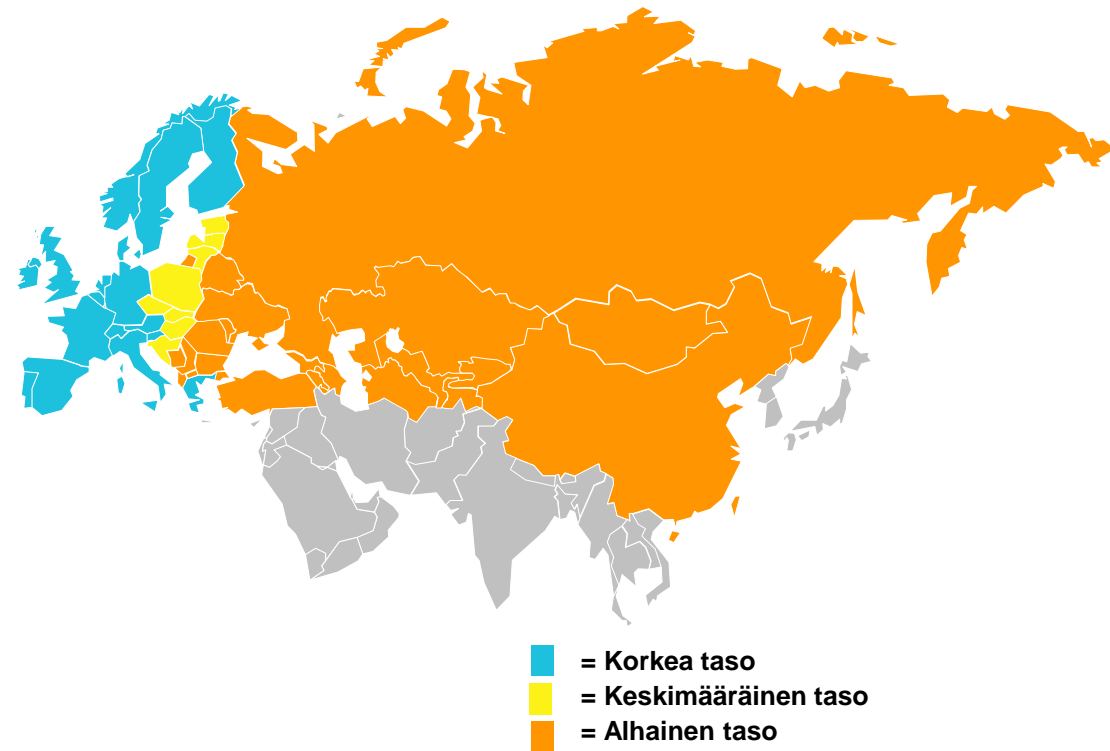 = Korkea taso
= Keskimääräinen taso
= Alhainen taso